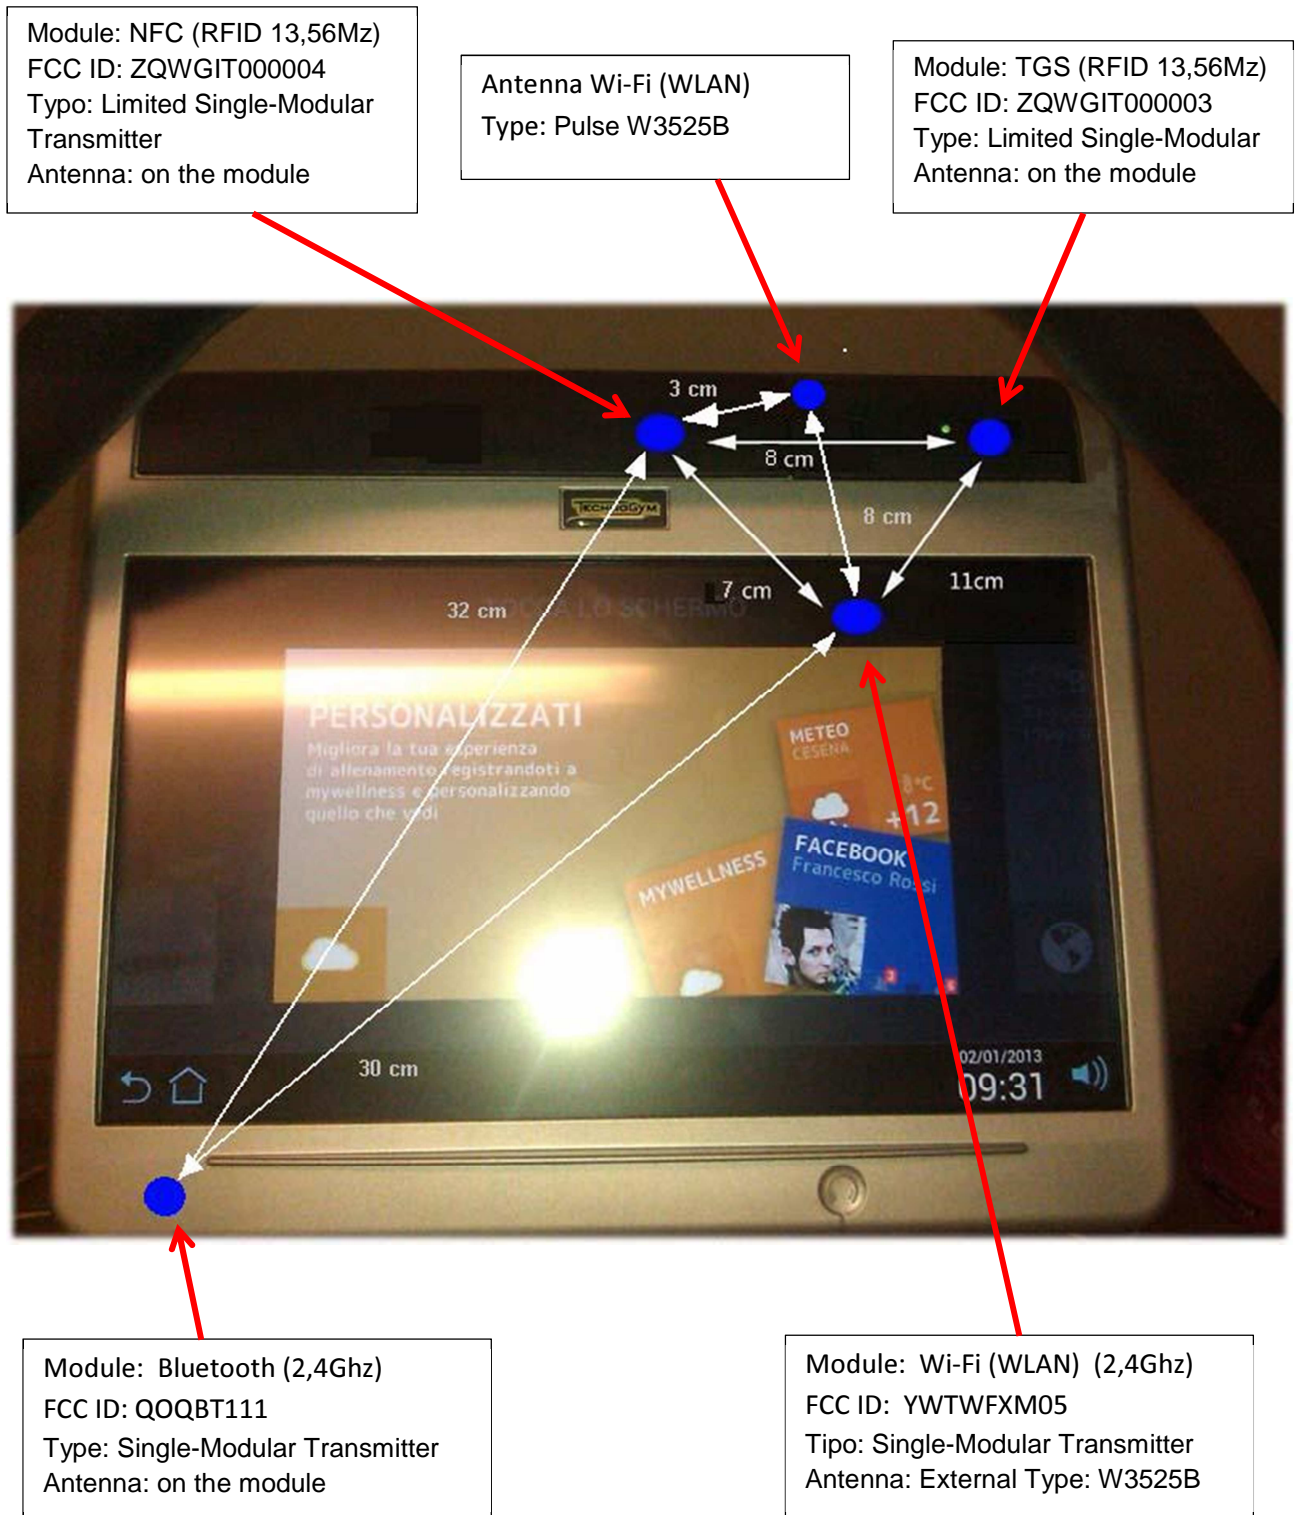 Module: NFC (RFID 13,56Mz)
FCC ID: ZQWGIT000004
Typo: Limited Single-Modular
Transmitter
Antenna: on the module
Antenna Wi-Fi (WLAN)
Type: Pulse W3525B
Module: TGS (RFID 13,56Mz)
FCC ID: ZQWGIT000003
Type: Limited Single-Modular
Antenna: on the module
3 cm
8 cm
TECHNOGYM
8 cm
7 cm
11cm
32 cm
LO SCHERMO
PERSONALIZZATI
Migliora la tua esperienza
di allenamento registrandoti a
mywellness e personalizzando
quello che vedi
METEO
CESENA
°C
+12
FACEBOOK
Francesco Rossi
MYWELLNESS
30 cm
02/01/2013
09:31
Module: Bluetooth (2,4Ghz)
FCC ID: QOQBT111
Type: Single-Modular Transmitter
Antenna: on the module
Module: Wi-Fi (WLAN) (2,4Ghz)
FCC ID: YWTWFXM05
Tipo: Single-Modular Transmitter
Antenna: External Type: W3525B